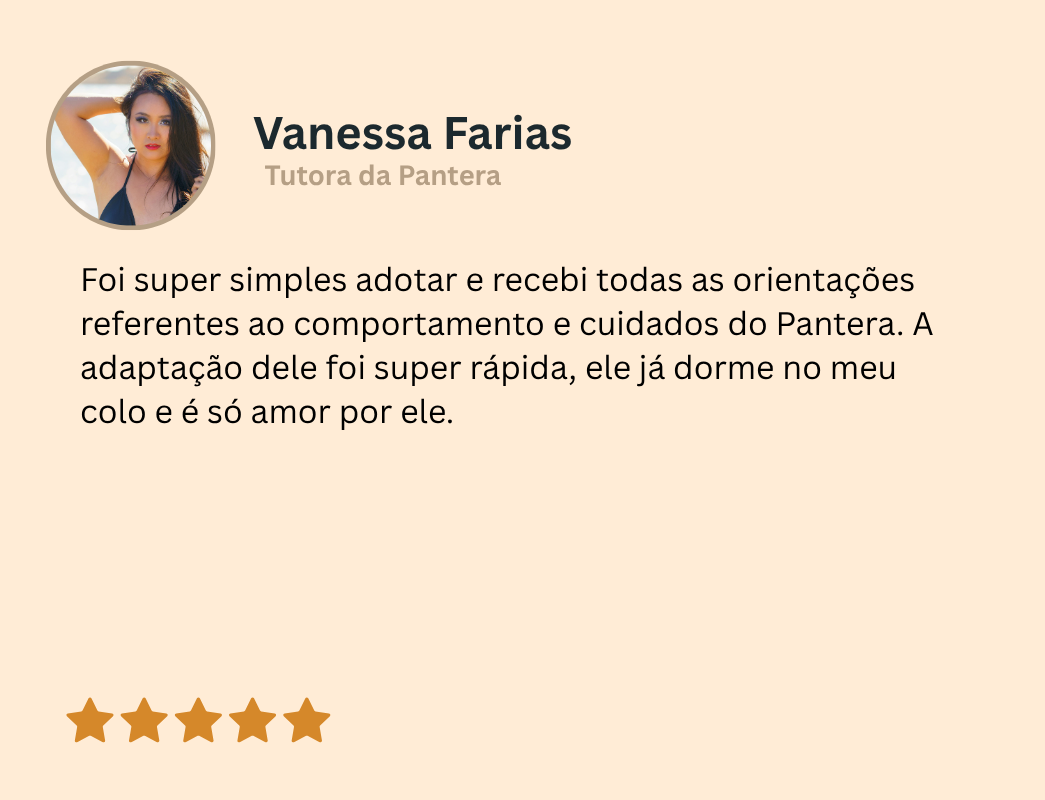 Vanessa Farias
Tutora da Pantera
Foi super simples adotar e recebi todas as orientações
referentes ao comportamento e cuidados do Pantera. A
adaptação dele foi super rápida, ele já dorme no meu
colo e é só amor por ele.